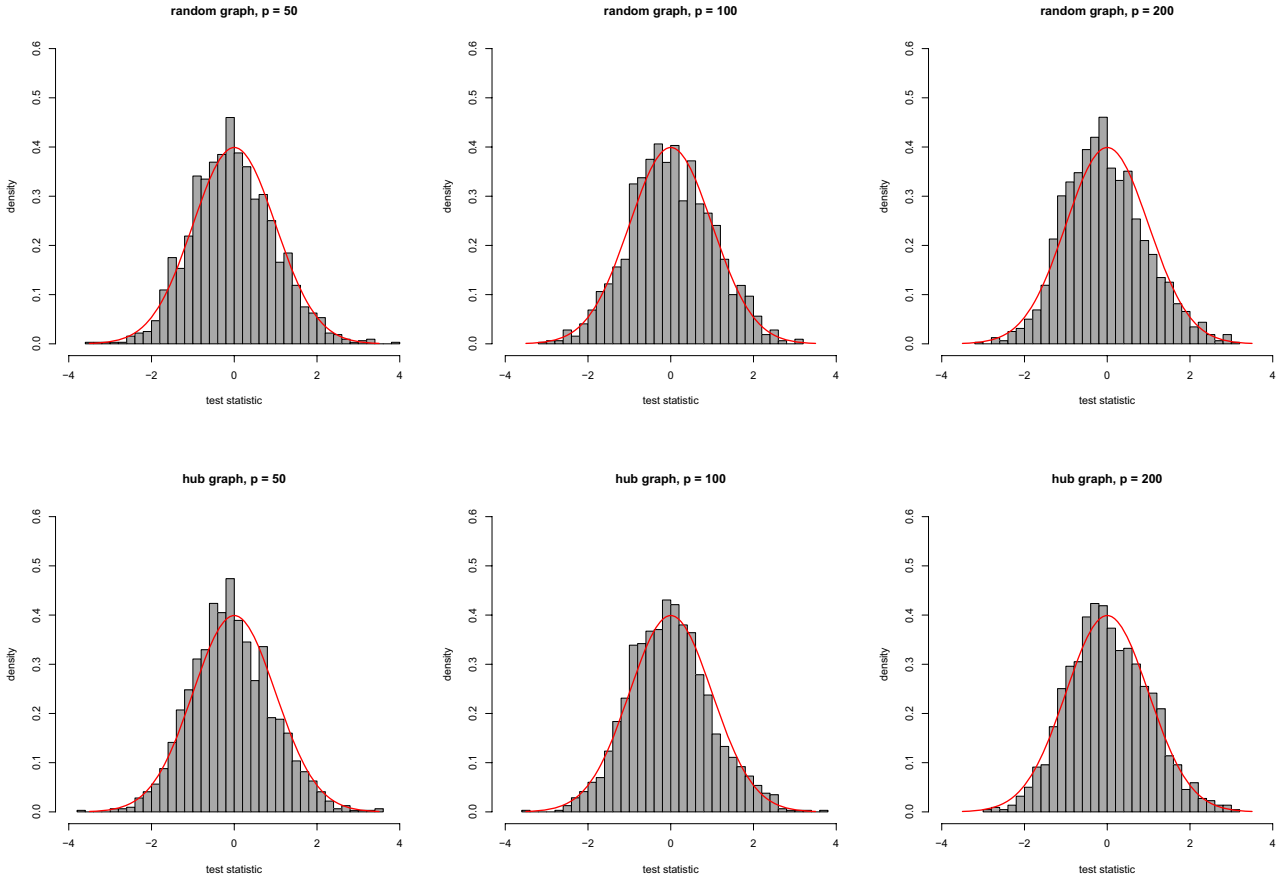 random graph, p = 50
density
0.0 0.1 0.2 0.3 0.4 0.5 0.6
−4 −2 0 2 4
test statistic
random graph, p = 100
density
0.0 0.1 0.2 0.3 0.4 0.5 0.6
−4 −2 0 2 4
test statistic
random graph, p = 200
density
0.0 0.1 0.2 0.3 0.4 0.5 0.6
−4 −2 0 2 4
test statistic
hub graph, p = 50
density
0.0 0.1 0.2 0.3 0.4 0.5 0.6
−4 −2 0 2 4
test statistic
hub graph, p = 100
density
0.0 0.1 0.2 0.3 0.4 0.5 0.6
−4 −2 0 2 4
test statistic
hub graph, p = 200
density
0.0 0.1 0.2 0.3 0.4 0.5 0.6
−4 −2 0 2 4
test statistic